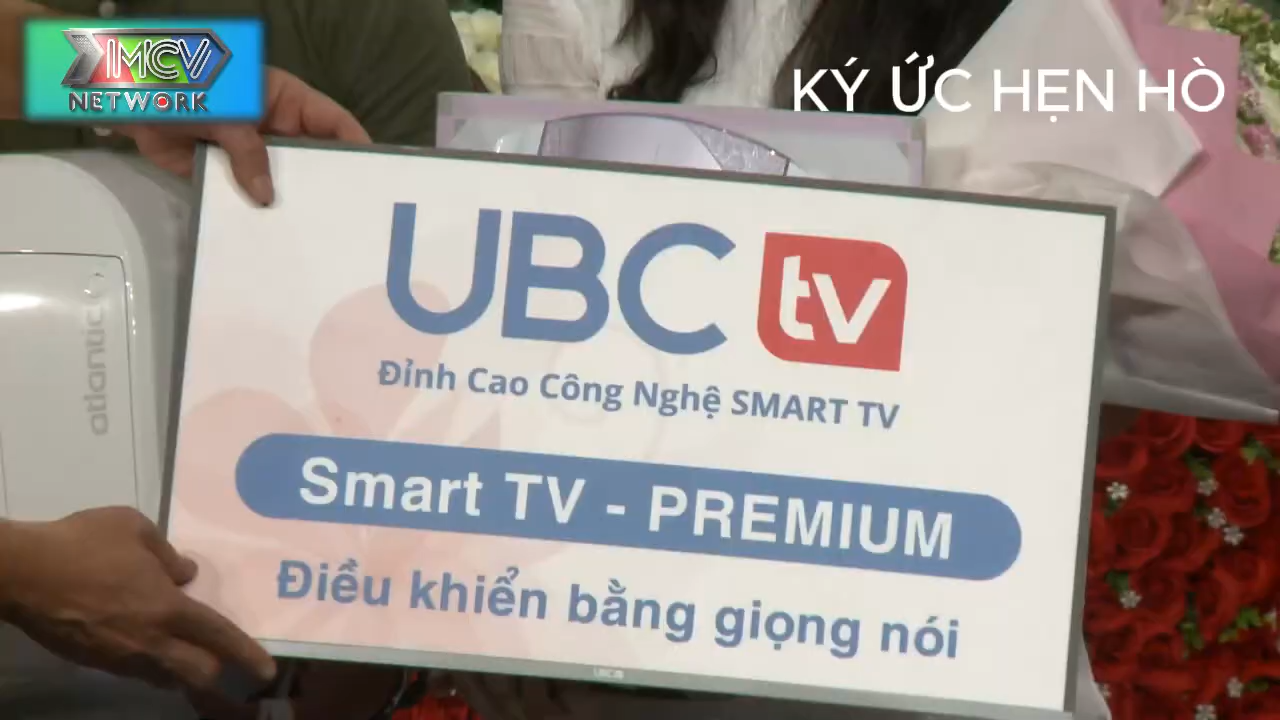 MCV
NETWORK
KÝ ỨC HẸN HÒ
atlantic
UBC tv
Đỉnh Cao Công Nghệ SMART TV
Smart TV - PREMIUM
Điều khiển bằng giọng nói